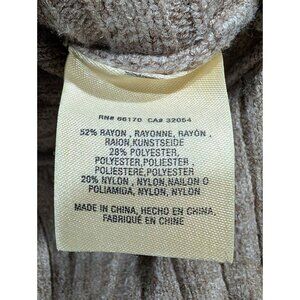 RN# 66170 CA# 32054
52% RAYON , RAYONNE, RAYÓN ,
RAION,KUNSTSEIDE
28% POLYESTER,
POLYESTER,POLIESTER ,
POLIESTERE,POLYESTER
20% NYLON , NYLON,NAILON O
POLIAMIDA, NYLON,NYLON
MADE IN CHINA, HECHO EN CHINA,
FABRIQUÉ EN CHINE